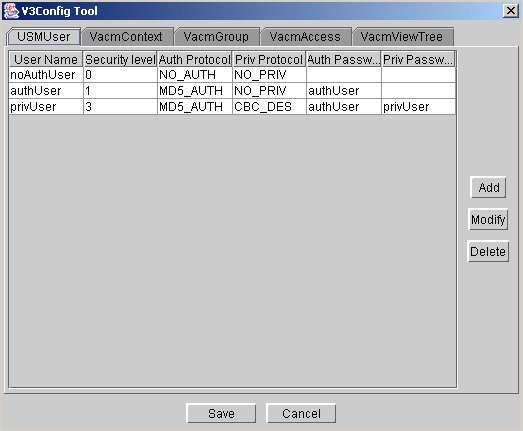 V3Config Tool
USMUser VacmContext VacmGroup VacmAccess VacmViewTree
User Name Security level Auth Protocol Priv Protocol Auth Passw... Priv Passw...
noAuthUser 0 NO_AUTH NO_PRIV
authUser 1 MD5_AUTH NO_PRIV authUser
privUser 3 MD5_AUTH CBC_DES authUser privUser
Add
Modify
Delete
Save Cancel